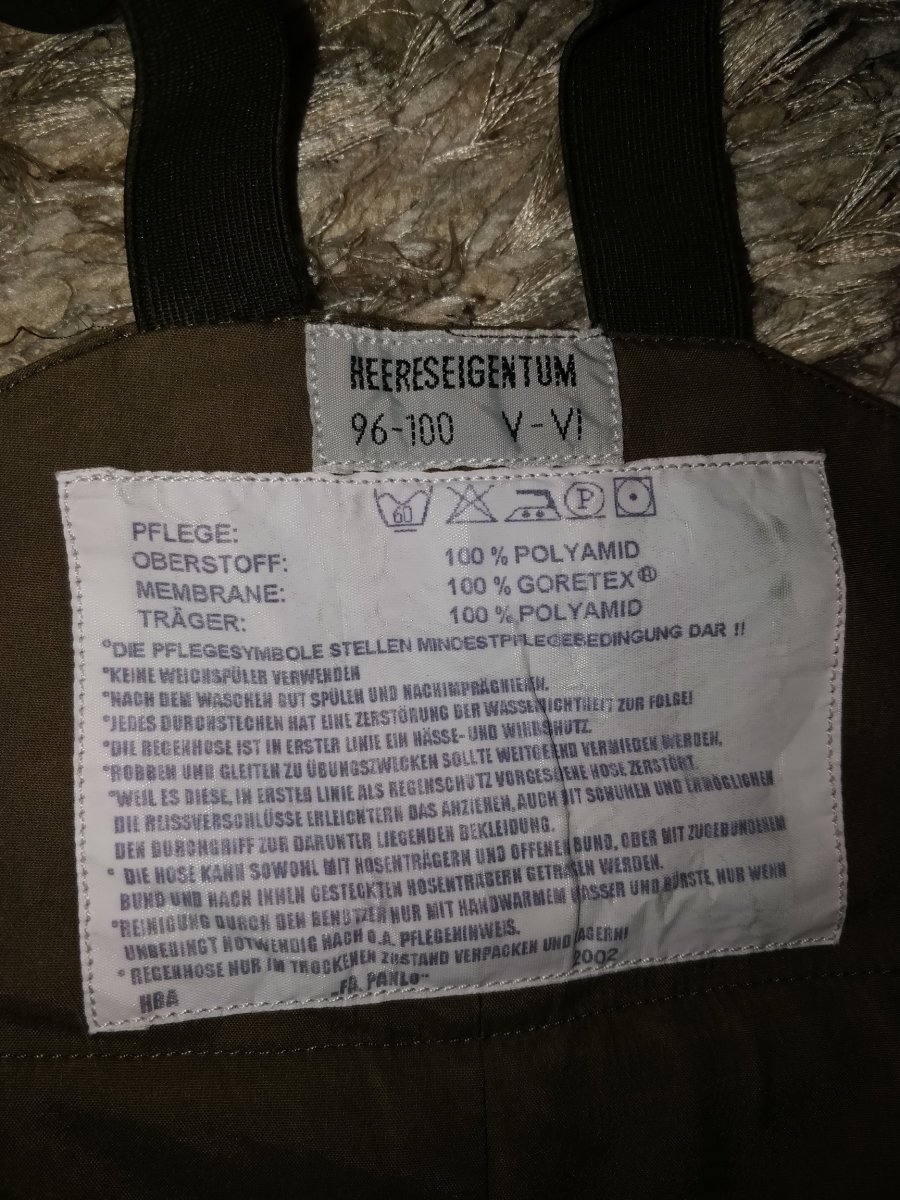 HEERESEIGENTUM
96-100 V-VI
60 P
PFLEGE:
OBERSTOFF: 100 % POLYAMID
MEMBRANE: 100 % GORETEX®
TRÄGER: 100 % POLYAMID
°DIE PFLEGESYMBOLE STELLEN MINDESTPFLEGEBEDINGUNG DAR !!
°KEINE WEICHSPÜLER VERWENDEN
°NACH DEM WASCHEN GUT SPÜLEN UND NACHIMPRÄGNIEREN.
°JEDES DURCHSTECHEN HAT EINE ZERSTÖRUNG DER WASSERDICHTHEIT ZUR FOLGE!
°DIE REGENHOSE IST IN ERSTER LINIE EIN NÄSSE- UND WINDSCHUTZ.
°ROBBEN UND GLEITEN ZU ÜBUNGSZWECKEN SOLLTE WEITGEHEND VERMIEDEN WERDEN,
°WEIL ES DIESE, IN ERSTER LINIE ALS REGENSCHUTZ VORGESEHENE HOSE ZERSTÖRT.
DIE REISSVERSCHLÜSSE ERLEICHTERN DAS ANZIEHEN, AUCH MIT SCHUHEN UND ERMÖGLICHEN
DEN DURCHGRIFF ZUR DARUNTER LIEGENDEN BEKLEIDUNG.
° DIE HOSE KANN SOWOHL MIT HOSENTRÄGERN UND OFFENEN BUND, ODER MIT ZUGEBUNDENEM
BUND UND NACH INNEN GESTECKTEN HOSENTRÄGERN GETRAGEN WERDEN.
°REINIGUNG DURCH DEN BENUTZER NUR MIT HANDWARMEM WASSER UND BÜRSTE, NUR WENN
UNBEDINGT NOTWENDIG NACH O.A. PFLEGEHINWEIS.
° REGENHOSE NUR IM TROCKENEN ZUSTAND VERPACKEN UND LAGERN!
HBA „FA. PANLO" 2002